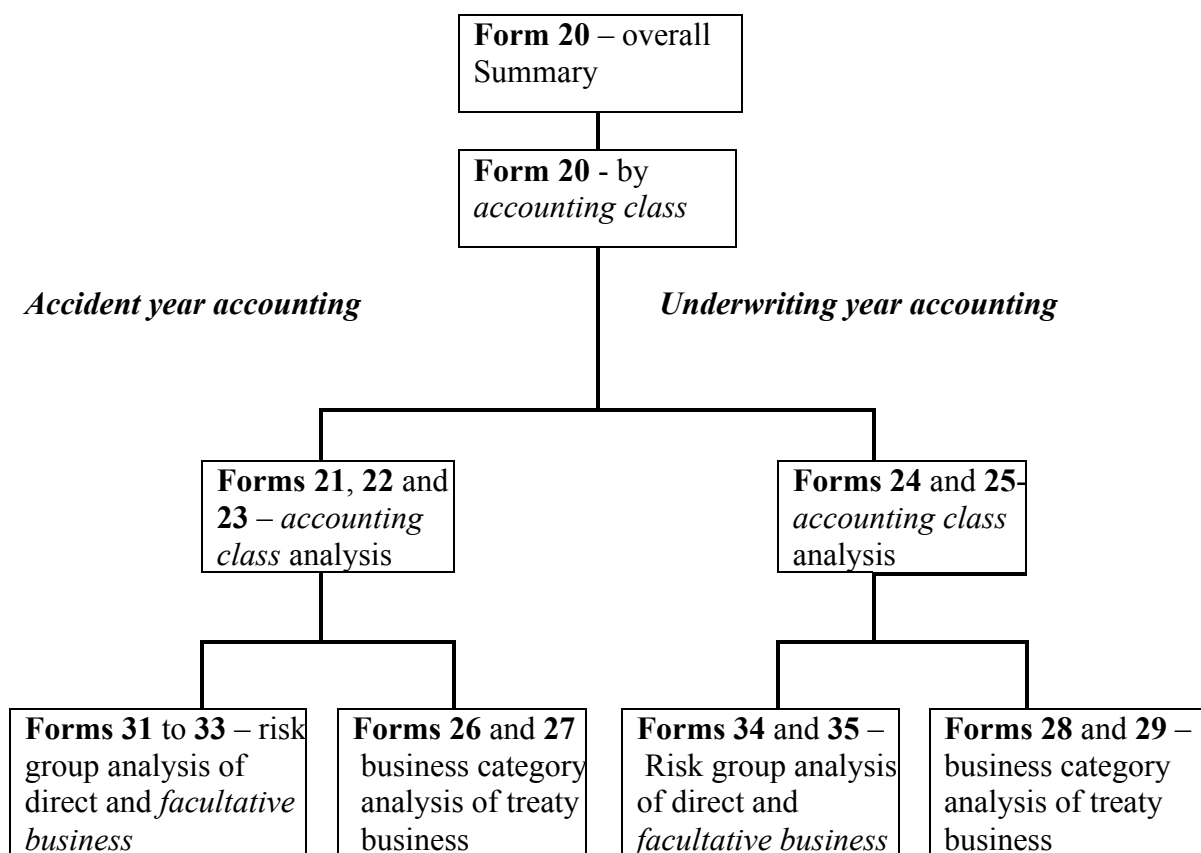 Form 20 – overall
Summary
Form 20 - by
accounting class
Accident year accounting
Underwriting year accounting
Forms 21, 22 and
23 – accounting
class analysis
Forms 24 and 25-
accounting class
analysis
Forms 31 to 33 – risk
group analysis of
direct and facultative
business
Forms 26 and 27
business category
analysis of treaty
business
Forms 34 and 35 –
Risk group analysis
of direct and
facultative business
Forms 28 and 29 –
business category
analysis of treaty
business